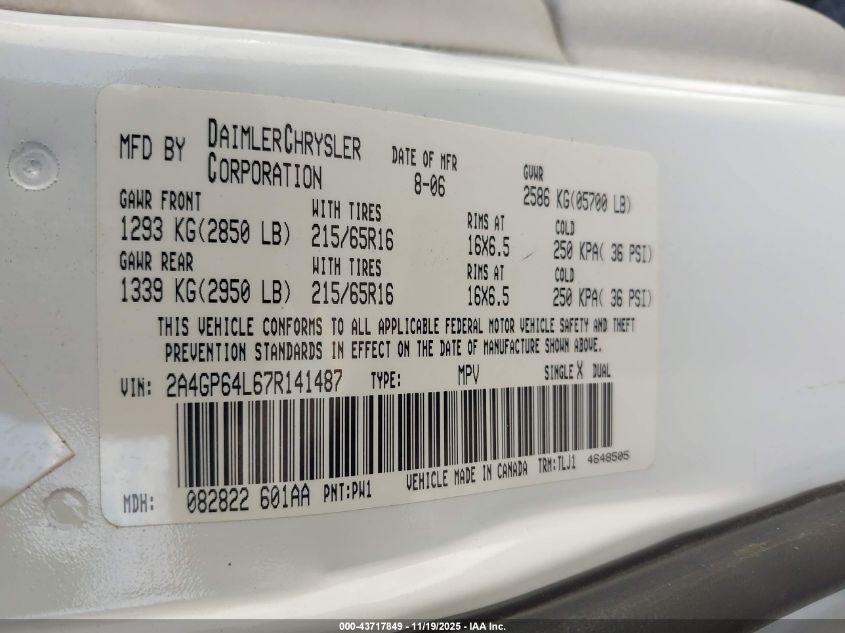 MFD BY DAIMLERCHRYSLER CORPORATION DATE OF MFR 8-06 GVWR 2586 KG(05700 LB)
GAWR FRONT WITH TIRES RIMS AT COLD
1293 KG(2850 LB) 215/65R16 16X6.5 250 KPA( 36 PSI)
GAWR REAR WITH TIRES RIMS AT COLD
1339 KG(2950 LB) 215/65R16 16X6.5 250 KPA( 36 PSI)
THIS VEHICLE CONFORMS TO ALL APPLICABLE FEDERAL MOTOR VEHICLE SAFETY AND THEFT
PREVENTION STANDARDS IN EFFECT ON THE DATE OF MANUFACTURE SHOWN ABOVE.
VIN: 2A4GP64L67R141487 TYPE: MPV SINGLE X DUAL
VEHICLE MADE IN CANADA TRM:TLJ1 4648505
MDH: 082822 601AA PNT:PW1
000-43717849 - 11/19/2025 - IAA Inc.